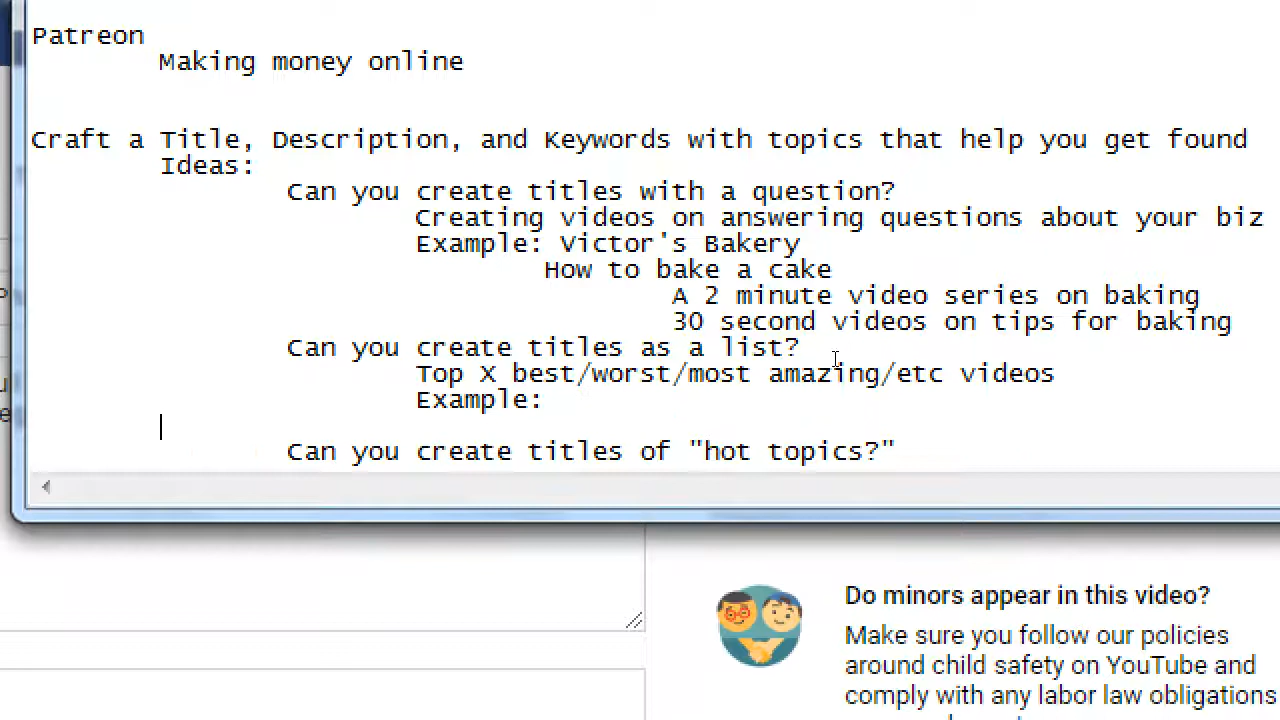 Patreon
Making money online
Craft a Title, Description, and Keywords with topics that help you get found
Ideas:
Can you create titles with a question?
Creating videos on answering questions about your biz
Example: Victor's Bakery
How to bake a cake
A 2 minute video series on baking
30 second videos on tips for baking
Can you create titles as a list?
Top X best/worst/most amazing/etc videos
Example:
Can you create titles of "hot topics?"
Do minors appear in this video?
Make sure you follow our policies
around child safety on YouTube and
comply with any labor law obligations